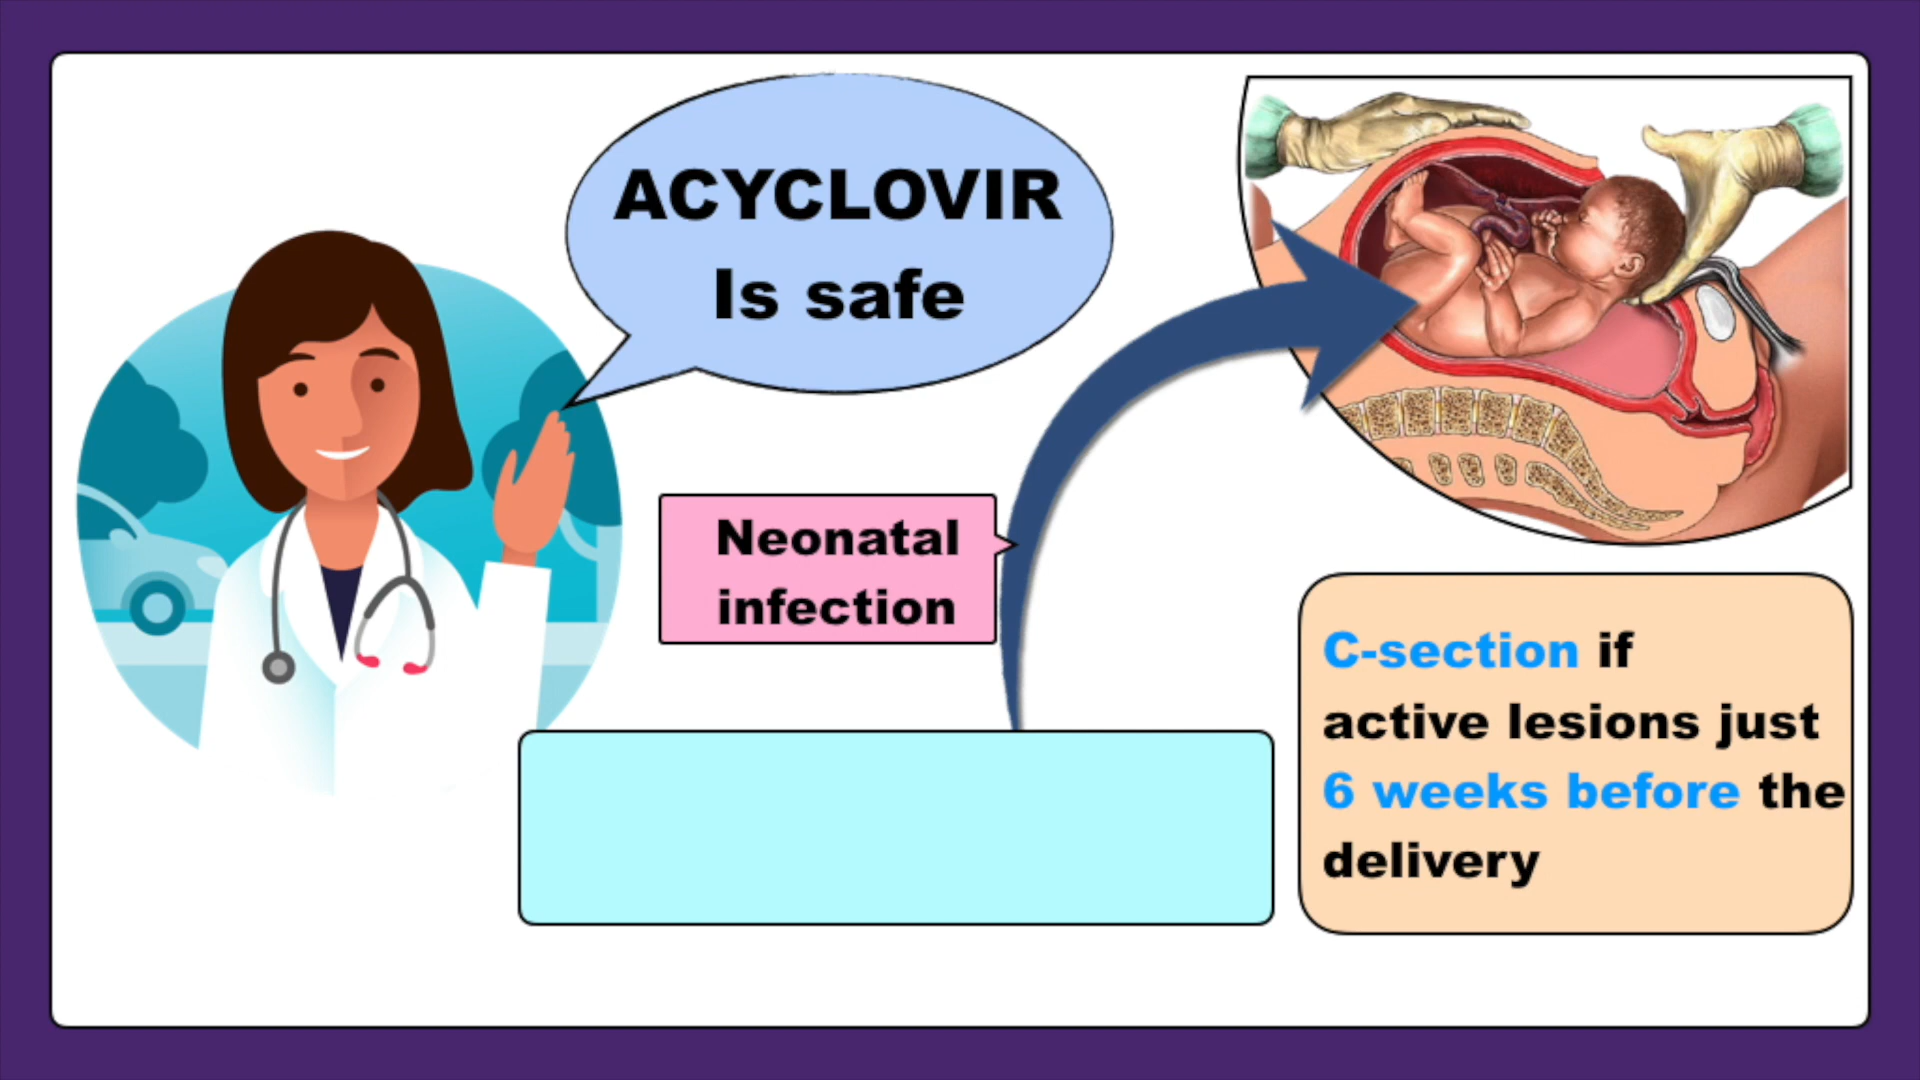 ACYCLOVIR
Is safe
Neonatal
infection
C-section if
active lesions just
6 weeks before the
delivery